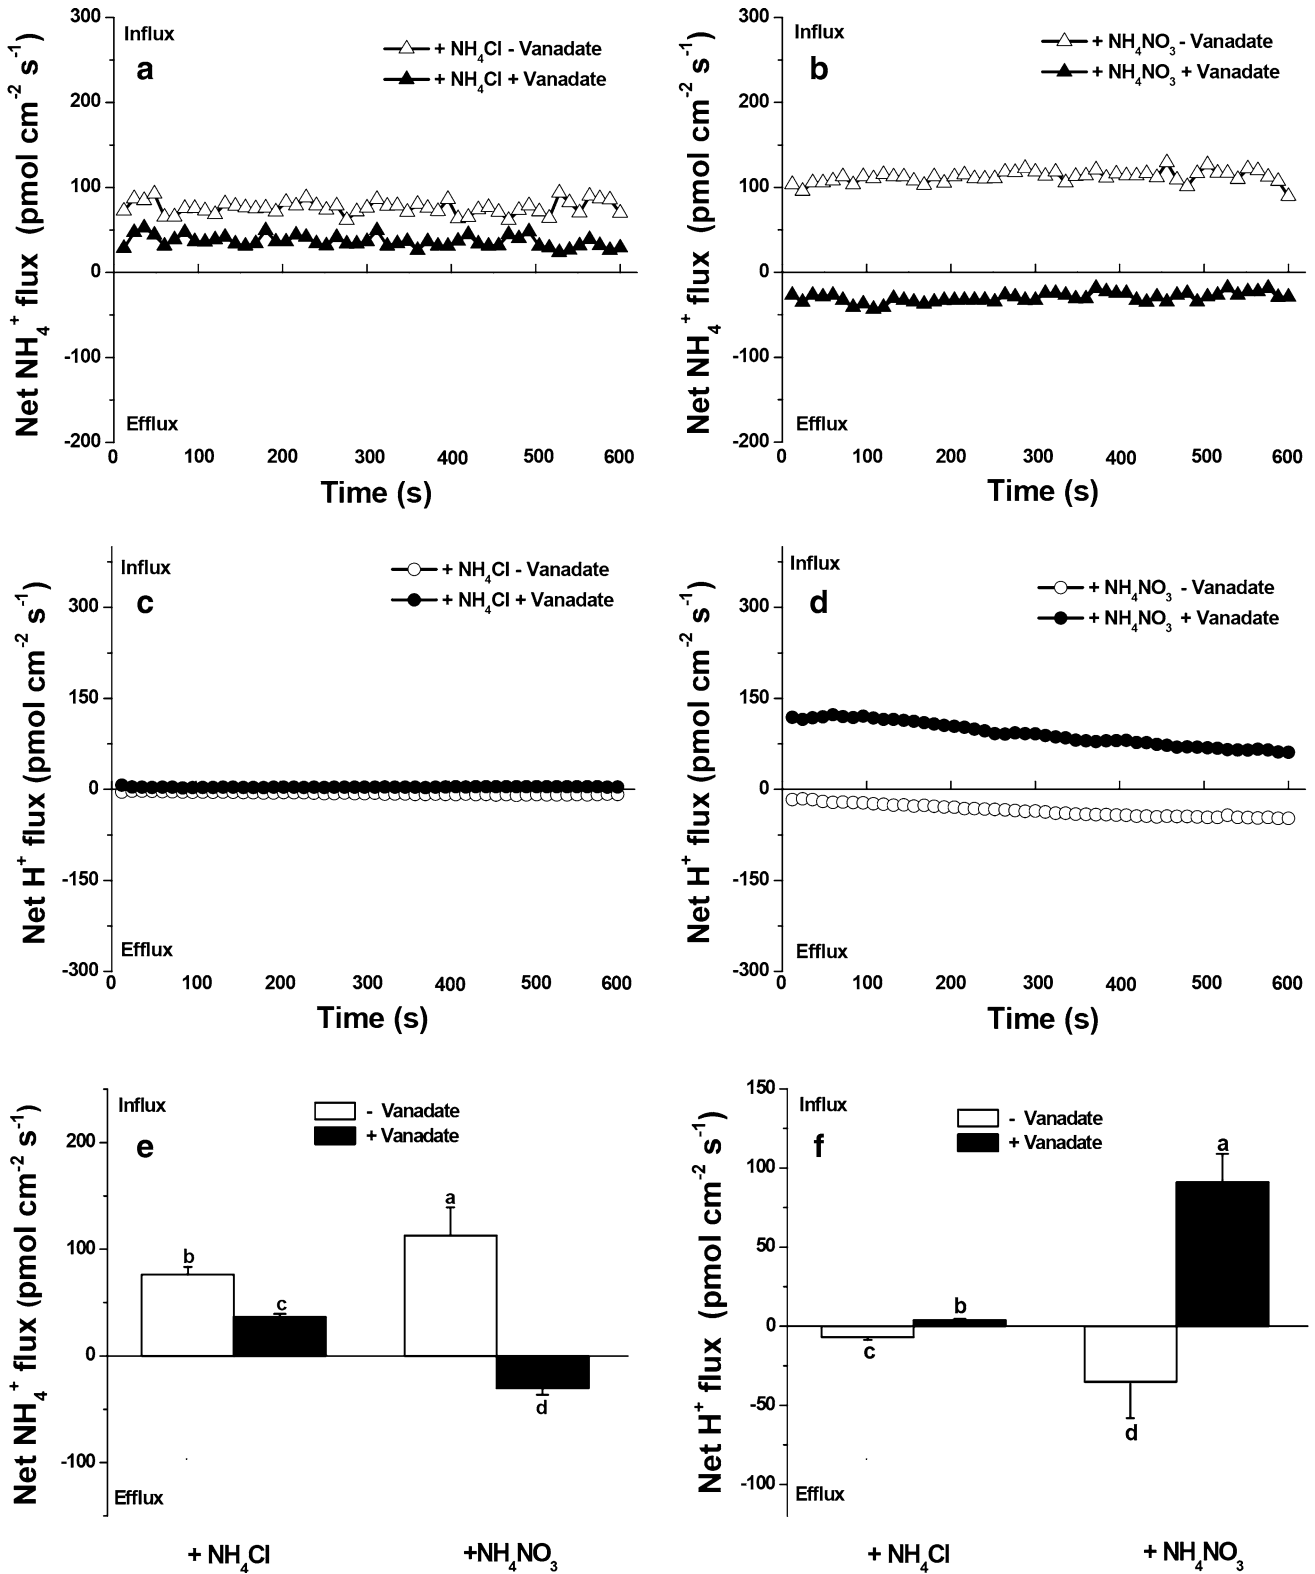 300
Influx
a
+ NH₄Cl - Vanadate
+ NH₄Cl + Vanadate
200
100
0
-100
-200
Efflux
0 100 200 300 400 500 600
Time (s)
Net NH₄⁺ flux (pmol cm⁻² s⁻¹)
300
Influx
b
+ NH₄NO₃ - Vanadate
+ NH₄NO₃ + Vanadate
200
100
0
-100
-200
Efflux
0 100 200 300 400 500 600
Time (s)
Net NH₄⁺ flux (pmol cm⁻² s⁻¹)
Influx
c
+ NH₄Cl - Vanadate
+ NH₄Cl + Vanadate
300
150
0
-150
-300
Efflux
0 100 200 300 400 500 600
Time (s)
Net H⁺ flux (pmol cm⁻² s⁻¹)
Influx
d
+ NH₄NO₃ - Vanadate
+ NH₄NO₃ + Vanadate
300
150
0
-150
-300
Efflux
0 100 200 300 400 500 600
Time (s)
Net H⁺ flux (pmol cm⁻² s⁻¹)
Influx
e
- Vanadate
+ Vanadate
200
100
0
-100
b
c
a
d
Efflux
+ NH₄Cl
+NH₄NO₃
Net NH₄⁺ flux (pmol cm⁻² s⁻¹)
150
Influx
f
- Vanadate
+ Vanadate
100
50
0
-50
-100
c
b
d
a
Efflux
+ NH₄Cl
+ NH₄NO₃
Net H⁺ flux (pmol cm⁻² s⁻¹)